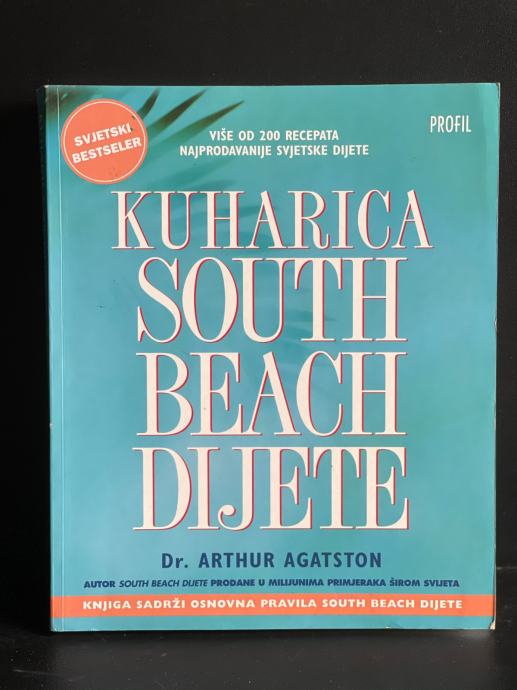 SVJETSKI
BESTSELER
VIŠE OD 200 RECEPATA
NAJPRODAVANIJE SVJETSKE DIJETE
PROFIL
KUHARICA
SOUTH
BEACH
DIJETE
Dr. ARTHUR AGATSTON
AUTOR SOUTH BEACH DIJETE PRODANE U MILIJUNIMA PRIMJERAKA ŠIROM SVIJETA
KNJIGA SADRŽI OSNOVNA PRAVILA SOUTH BEACH DIJETE